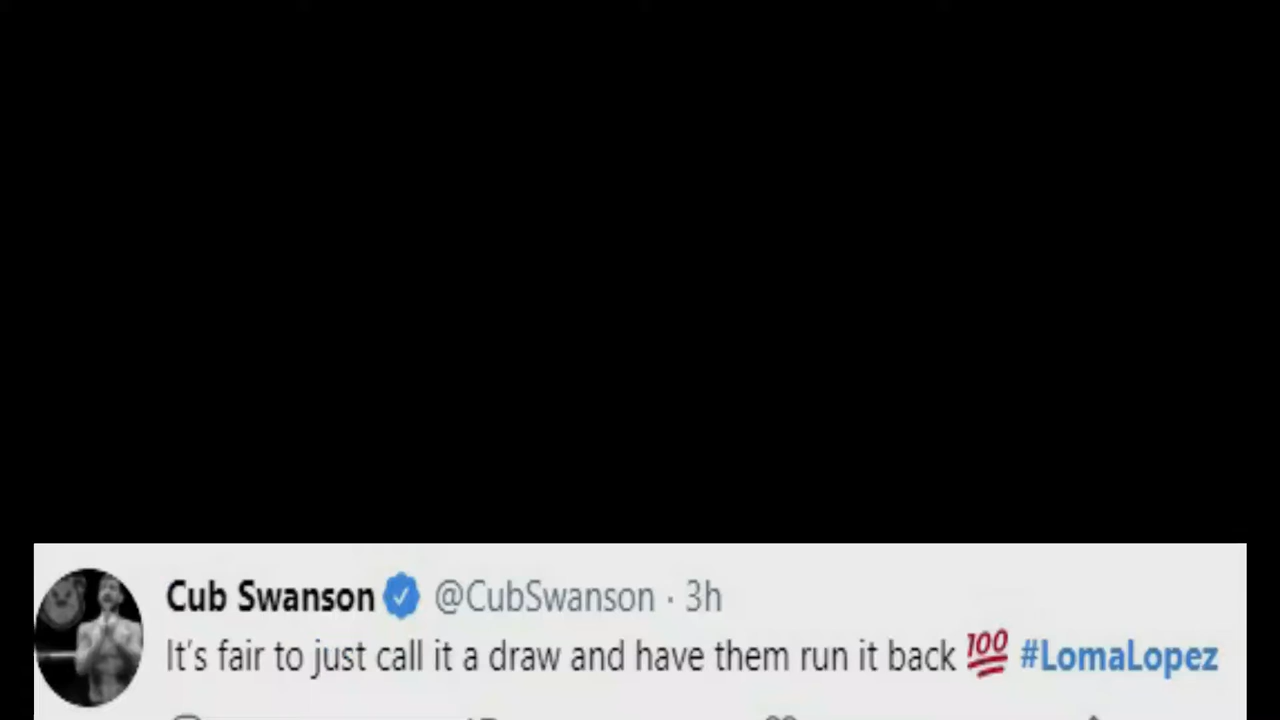 Cub Swanson @CubSwanson · 3h
It's fair to just call it a draw and have them run it back 💯 #LomaLopez